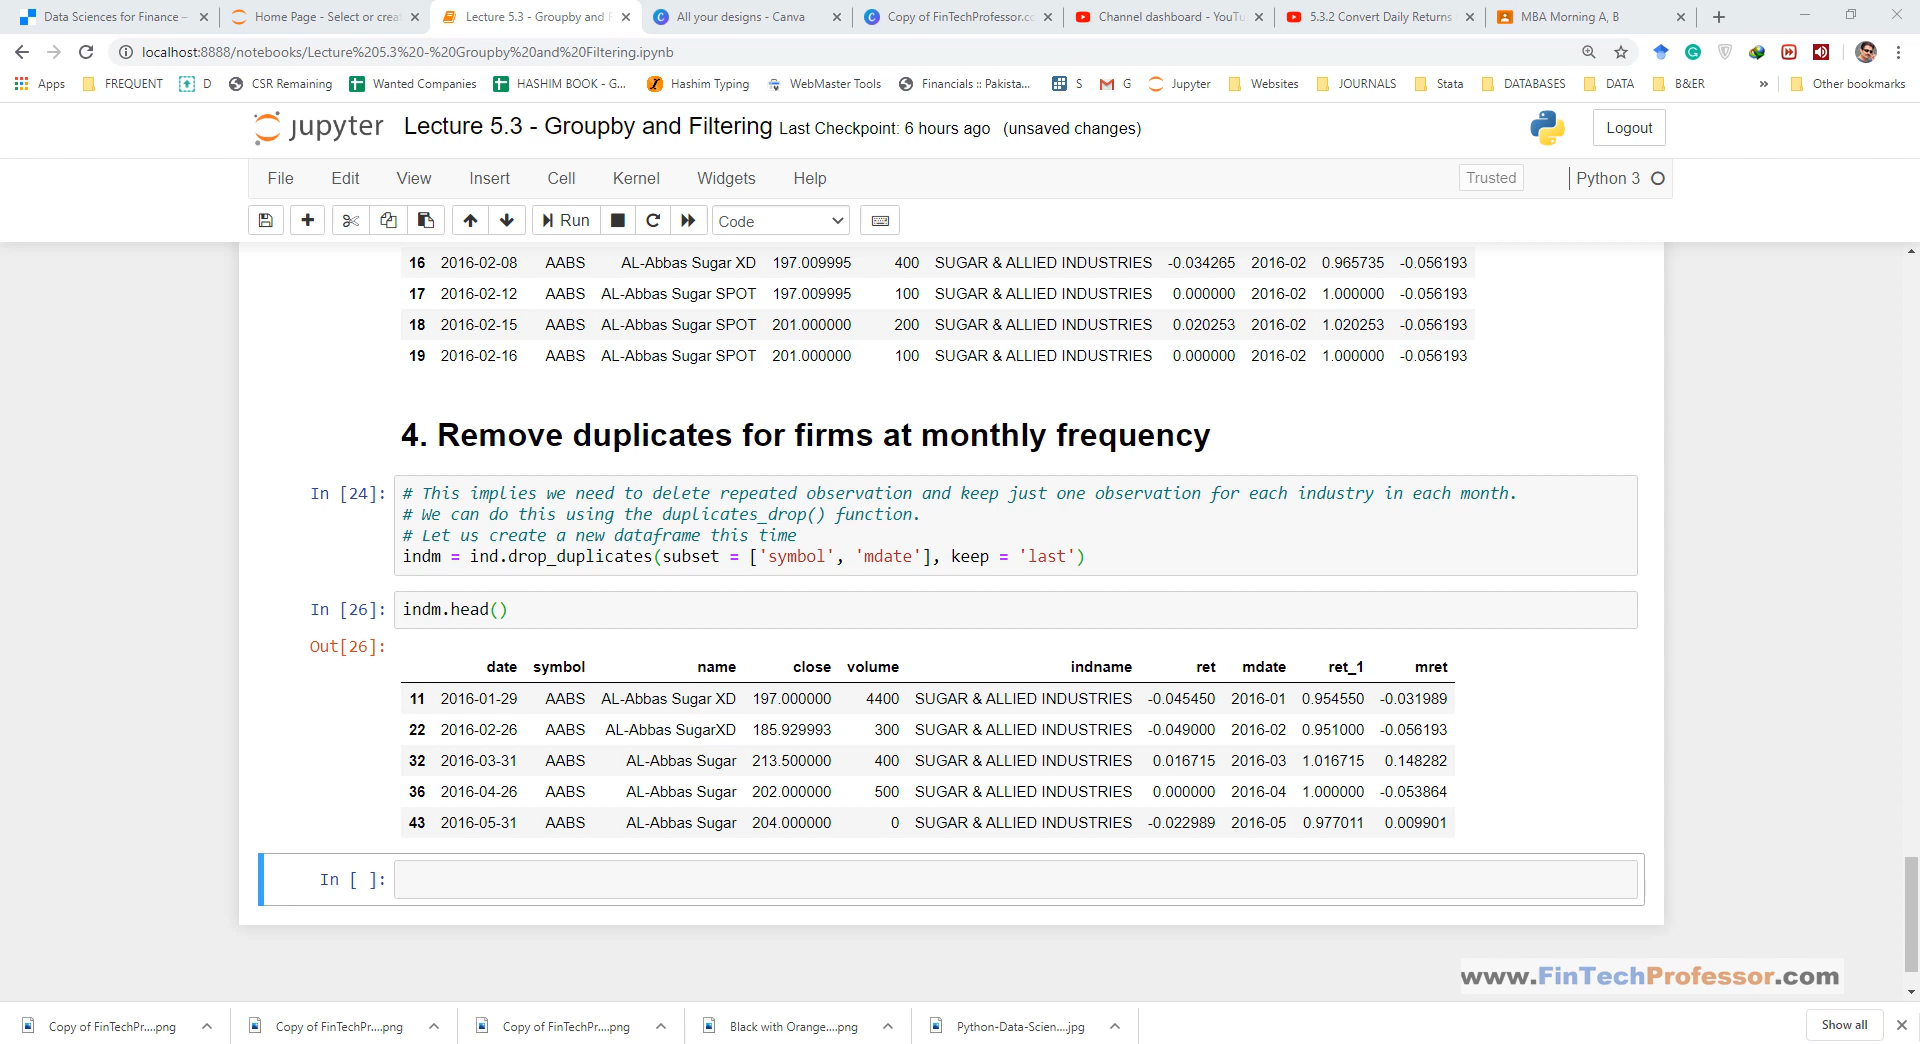 Data Sciences for Finance –
Home Page - Select or creat
Lecture 5.3 - Groupby and F
All your designs - Canva
Copy of FinTechProfessor.cc
Channel dashboard - YouTu
5.3.2 Convert Daily Returns
MBA Morning A, B
localhost:8888/notebooks/Lecture%205.3%20-%20Groupby%20and%20Filtering.ipynb
Apps FREQUENT D CSR Remaining Wanted Companies HASHIM BOOK - G... Hashim Typing WebMaster Tools Financials :: Pakista... S G Jupyter Websites JOURNALS Stata DATABASES DATA B&ER » Other bookmarks
jupyter Lecture 5.3 - Groupby and Filtering Last Checkpoint: 6 hours ago (unsaved changes) Logout
File Edit View Insert Cell Kernel Widgets Help Trusted Python 3
Run Code
16 2016-02-08 AABS AL-Abbas Sugar XD 197.009995 400 SUGAR & ALLIED INDUSTRIES -0.034265 2016-02 0.965735 -0.056193
17 2016-02-12 AABS AL-Abbas Sugar SPOT 197.009995 100 SUGAR & ALLIED INDUSTRIES 0.000000 2016-02 1.000000 -0.056193
18 2016-02-15 AABS AL-Abbas Sugar SPOT 201.000000 200 SUGAR & ALLIED INDUSTRIES 0.020253 2016-02 1.020253 -0.056193
19 2016-02-16 AABS AL-Abbas Sugar SPOT 201.000000 100 SUGAR & ALLIED INDUSTRIES 0.000000 2016-02 1.000000 -0.056193
4. Remove duplicates for firms at monthly frequency
In [24]: # This implies we need to delete repeated observation and keep just one observation for each industry in each month.
# We can do this using the duplicates_drop() function.
# Let us create a new dataframe this time
indm = ind.drop_duplicates(subset = ['symbol', 'mdate'], keep = 'last')
In [26]: indm.head()
Out[26]:
date symbol name close volume indname ret mdate ret_1 mret
11 2016-01-29 AABS AL-Abbas Sugar XD 197.000000 4400 SUGAR & ALLIED INDUSTRIES -0.045450 2016-01 0.954550 -0.031989
22 2016-02-26 AABS AL-Abbas SugarXD 185.929993 300 SUGAR & ALLIED INDUSTRIES -0.049000 2016-02 0.951000 -0.056193
32 2016-03-31 AABS AL-Abbas Sugar 213.500000 400 SUGAR & ALLIED INDUSTRIES 0.016715 2016-03 1.016715 0.148282
36 2016-04-26 AABS AL-Abbas Sugar 202.000000 500 SUGAR & ALLIED INDUSTRIES 0.000000 2016-04 1.000000 -0.053864
43 2016-05-31 AABS AL-Abbas Sugar 204.000000 0 SUGAR & ALLIED INDUSTRIES -0.022989 2016-05 0.977011 0.009901
In [ ]:
www.FinTechProfessor.com
Copy of FinTechPr....png Copy of FinTechPr....png Copy of FinTechPr....png Black with Orange....png Python-Data-Scien....jpg Show all